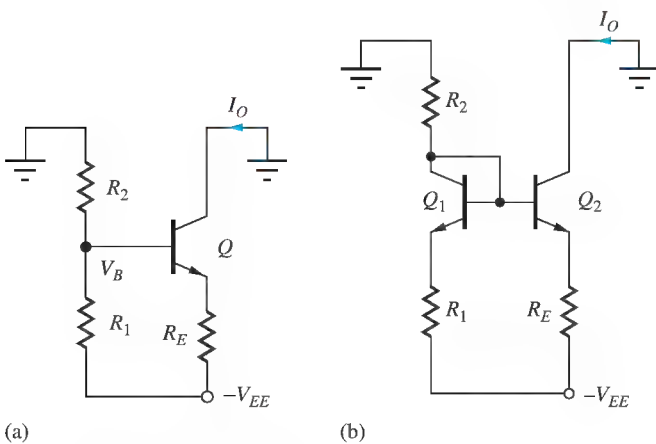 I_O
R_2
Q
V_B
R_1
R_E
-V_EE
(a)
I_O
R_2
Q_1
Q_2
R_1
R_E
-V_EE
(b)